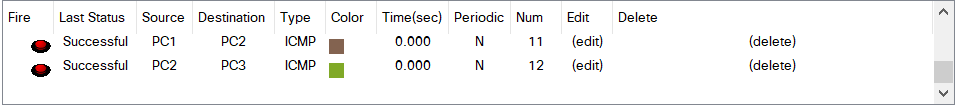 Fire Last Status Source Destination Type Color Time(sec) Periodic Num Edit Delete
Successful PC1 PC2 ICMP 0.000 N 11 (edit) (delete)
Successful PC2 PC3 ICMP 0.000 N 12 (edit) (delete)